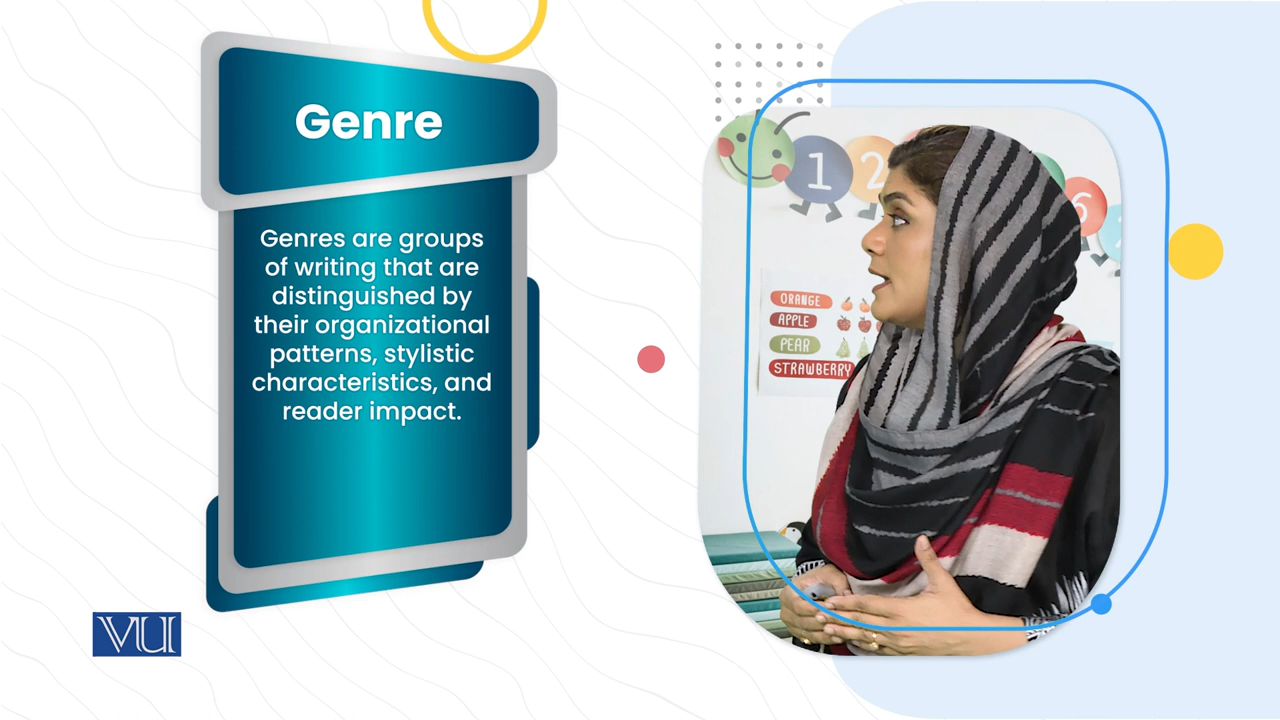 Genre
Genres are groups
of writing that are
distinguished by
their organizational
patterns, stylistic
characteristics, and
reader impact.
VU
1
2
6
ORANGE
APPLE
PEAR
STRAWBERRY